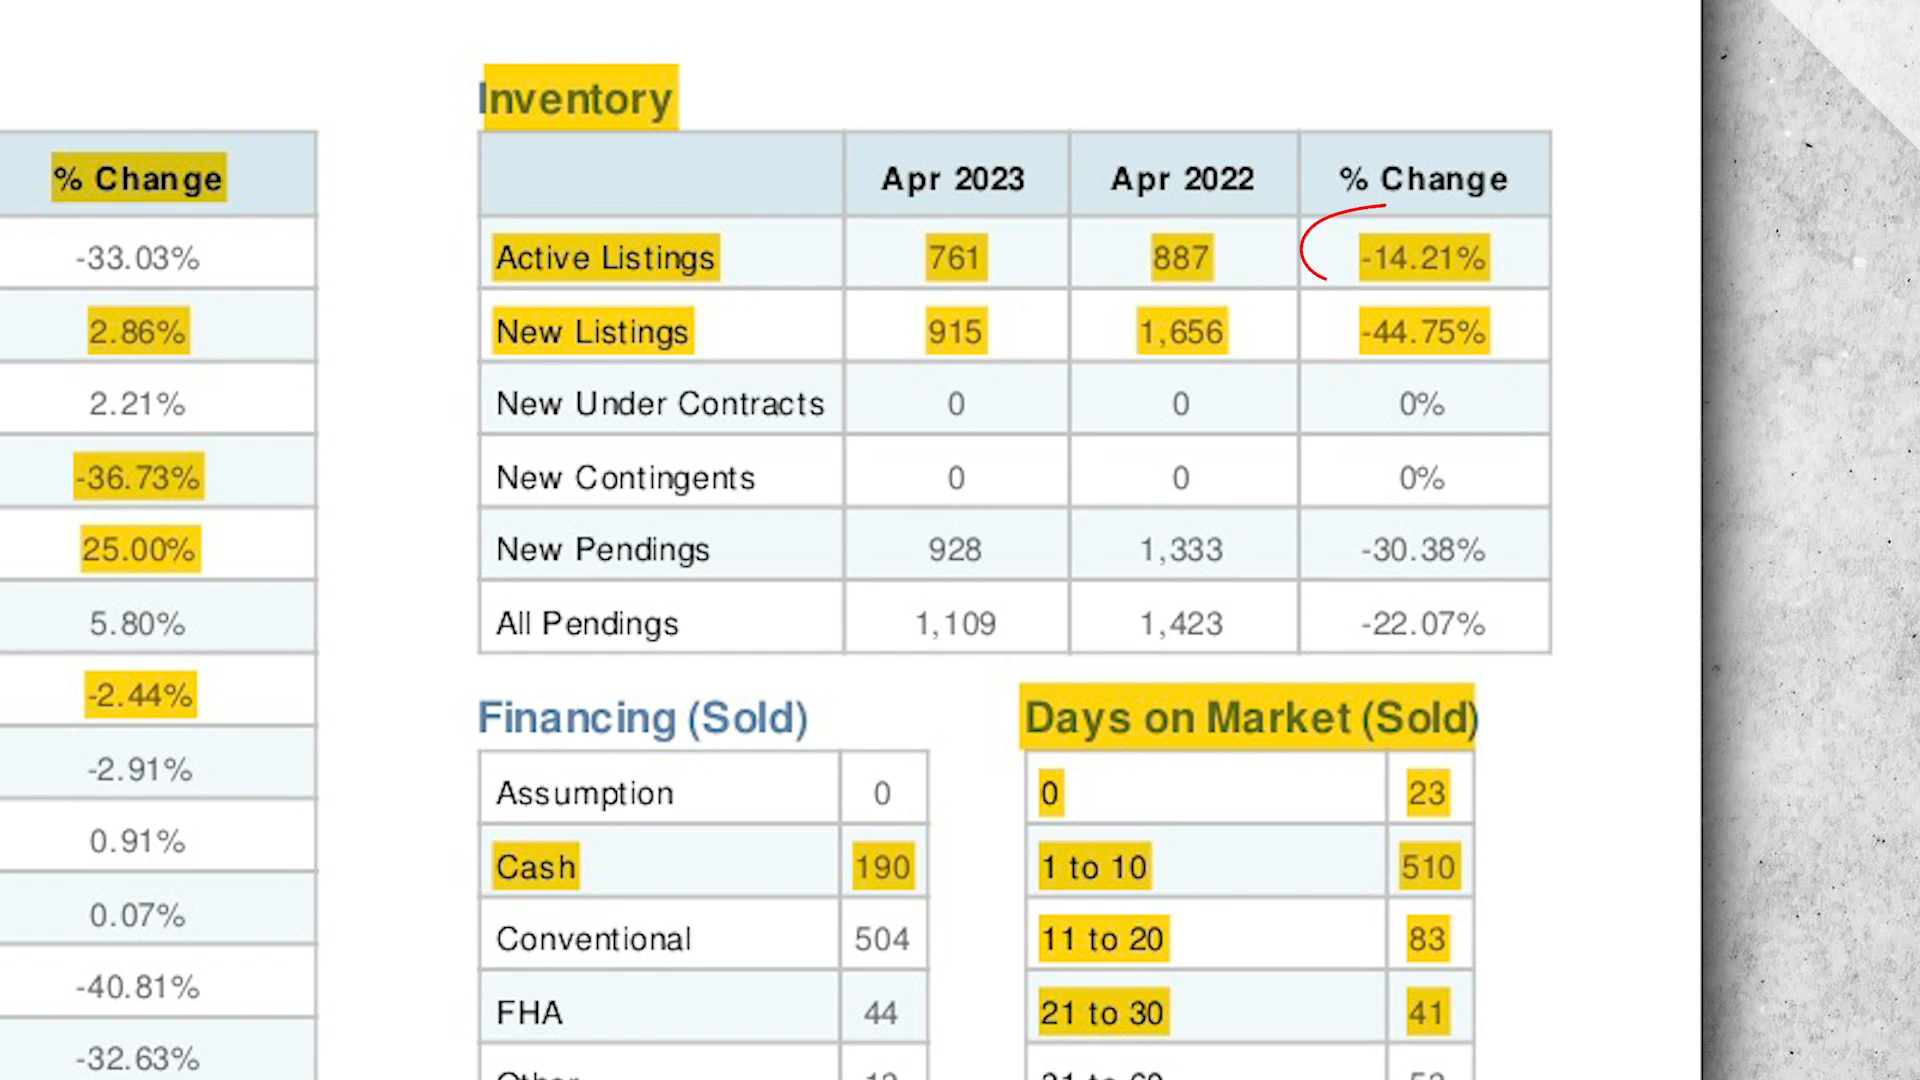 % Change
-33.03%
2.86%
2.21%
-36.73%
25.00%
5.80%
-2.44%
-2.91%
0.91%
0.07%
-40.81%
-32.63%
Inventory
Apr 2023 Apr 2022 % Change
Active Listings 761 887 -14.21%
New Listings 915 1,656 -44.75%
New Under Contracts 0 0 0%
New Contingents 0 0 0%
New Pendings 928 1,333 -30.38%
All Pendings 1,109 1,423 -22.07%
Financing (Sold)
Assumption 0
Cash 190
Conventional 504
FHA 44
Days on Market (Sold)
0 23
1 to 10 510
11 to 20 83
21 to 30 41